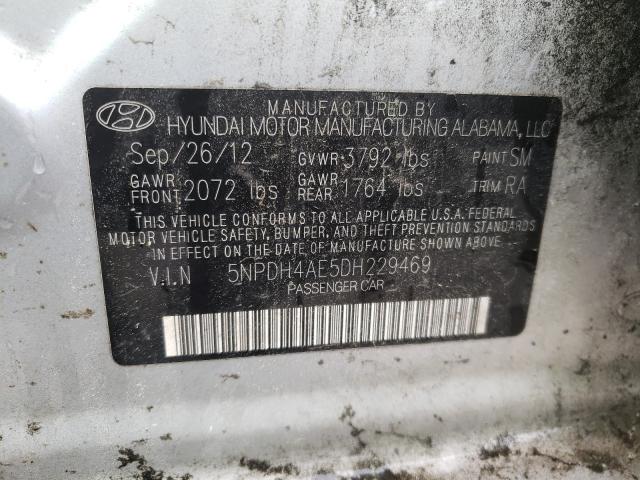 MANUFACTURED BY
HYUNDAI MOTOR MANUFACTURING ALABAMA, LLC
Sep/26/12 GVWR 3792 lbs PAINT SM
GAWR FRONT 2072 lbs GAWR REAR 1764 lbs TRIM RA
THIS VEHICLE CONFORMS TO ALL APPLICABLE U.S.A. FEDERAL
MOTOR VEHICLE SAFETY, BUMPER, AND THEFT PREVENTION STANDARDS
IN EFFECT ON THE DATE OF MANUFACTURE SHOWN ABOVE.
V.I.N 5NPDH4AE5DH229469
PASSENGER CAR